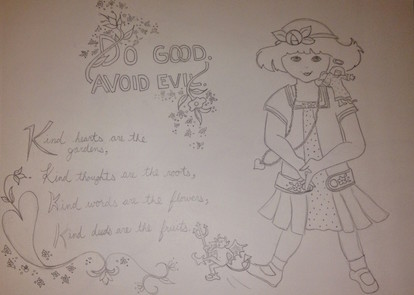 DO GOOD.
AVOID EVIL
Kind hearts are the
gardens,
Kind thoughts are the roots,
Kind words are the flowers,
Kind deeds are the fruits